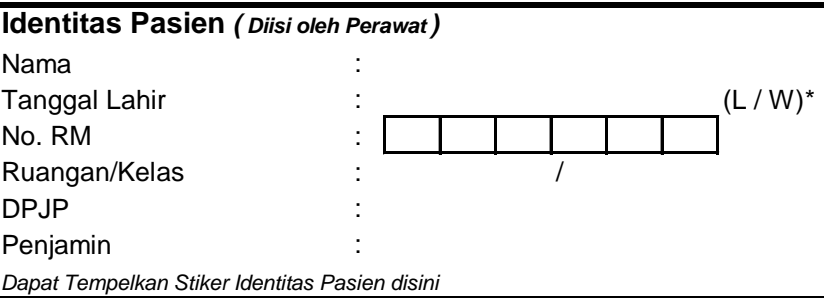 Identitas Pasien ( Diisi oleh Perawat )
Nama :
Tanggal Lahir : (L / W)*
No. RM :
Ruangan/Kelas : /
DPJP :
Penjamin :
Dapat Tempelkan Stiker Identitas Pasien disini